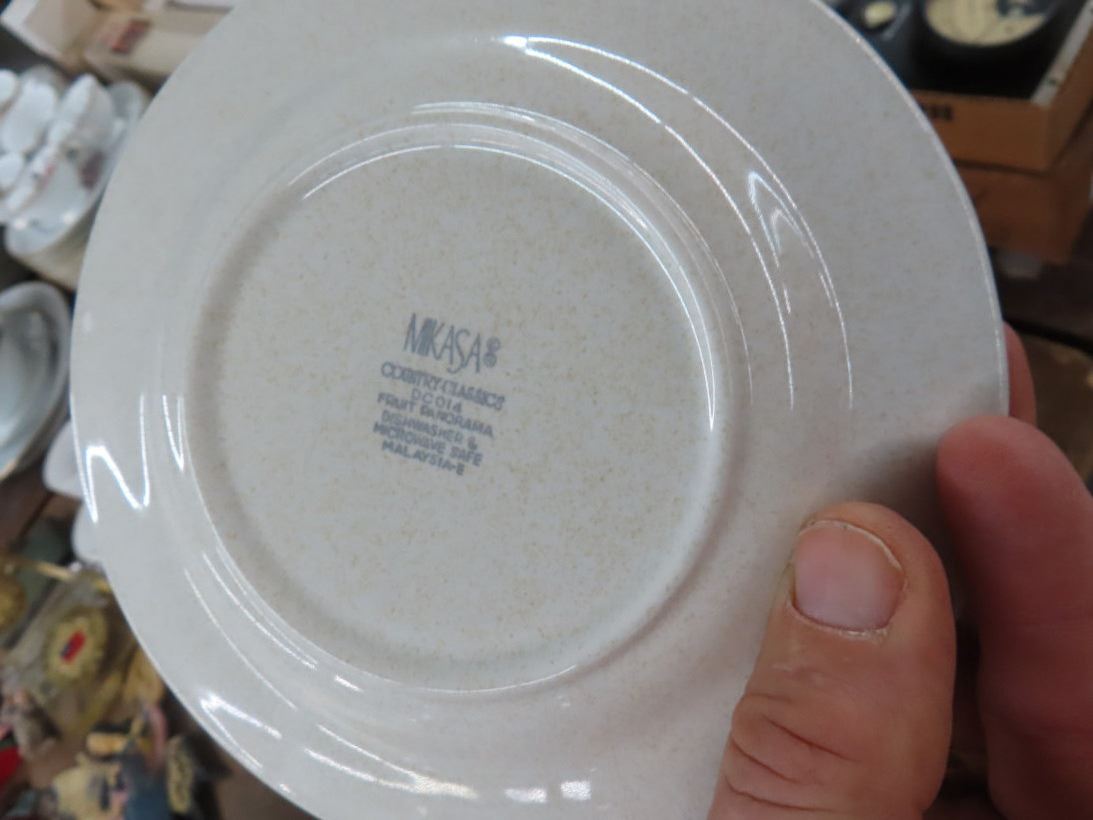 MIKASA
COUNTRY CLASSICS
DC014
FRUIT PANORAMA
DISHWASHER &
MICROWAVE SAFE
MALAYSIA-E